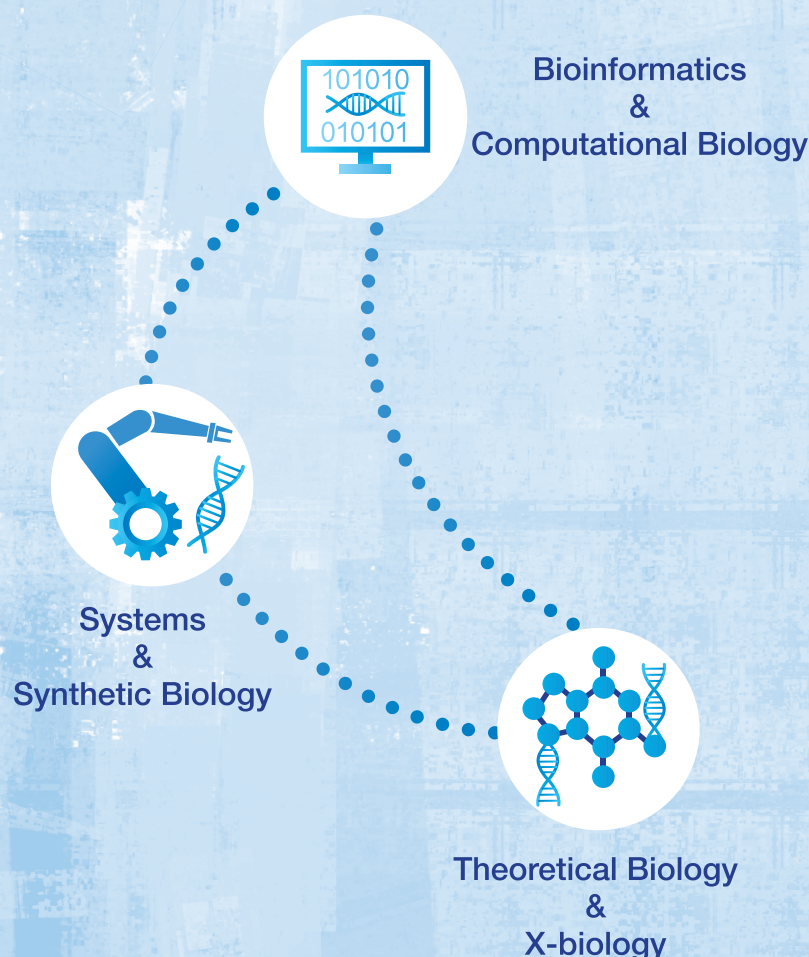 101010
010101
Bioinformatics
&
Computational Biology
Systems
&
Synthetic Biology
Theoretical Biology
&
X-biology